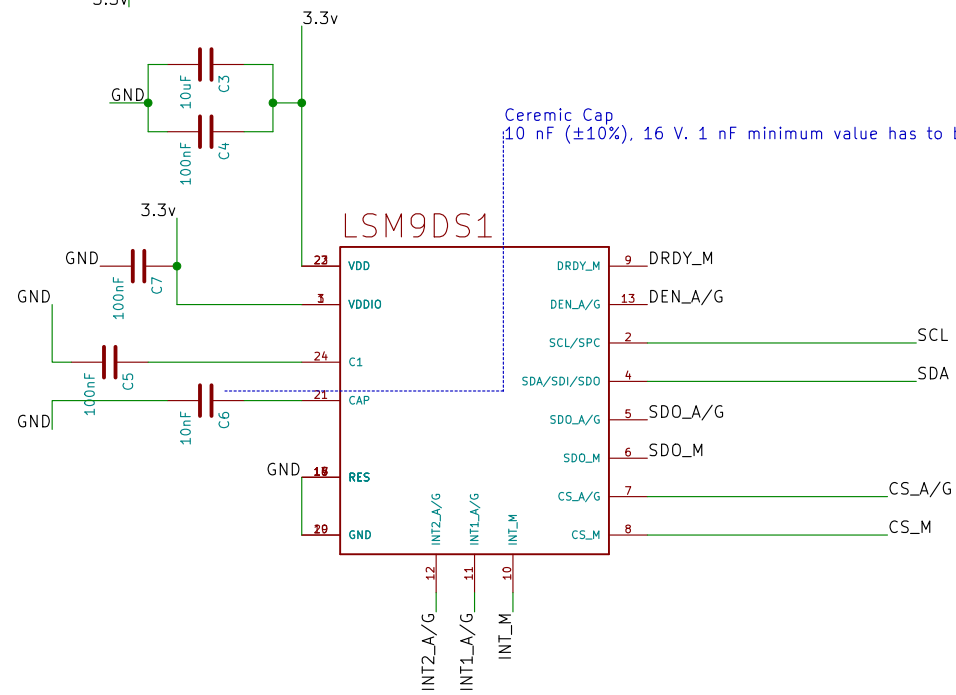 3.3v
3.3v
10uF
C3
GND
100nF
C4
Ceremic Cap
10 nF (±10%), 16 V. 1 nF minimum value has to
3.3v
LSM9DS1
GND
100nF
C7
VDD
VDDIO
GND
24
C1
100nF
C5
21
CAP
GND
10nF
C6
GND
RES
GND
DRDY_M
9
DRDY_M
DEN_A/G
13
DEN_A/G
SCL/SPC
2
SCL
SDA/SDI/SDO
4
SDA
SDO_A/G
5
SDO_A/G
SDO_M
6
SDO_M
CS_A/G
7
CS_A/G
CS_M
8
CS_M
INT2_A/G
INT1_A/G
INT_M
12
11
10
INT2_A/G
INT1_A/G
INT_M